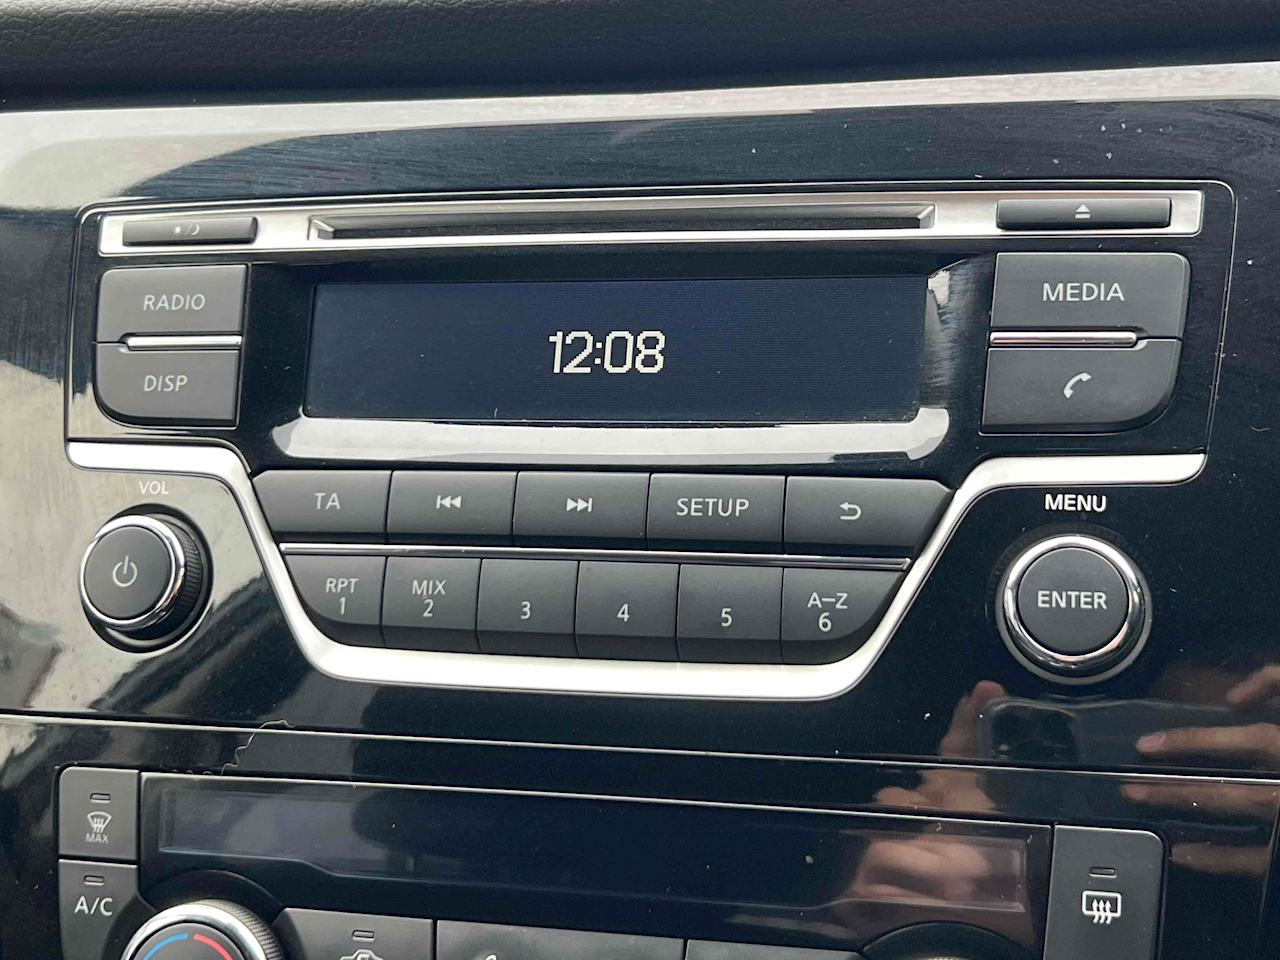 RADIO
MEDIA
12:08
DISP
VOL
TA
SETUP
MENU
RPT
1
MIX
2
3
4
5
A–Z
6
ENTER
MAX
A/C